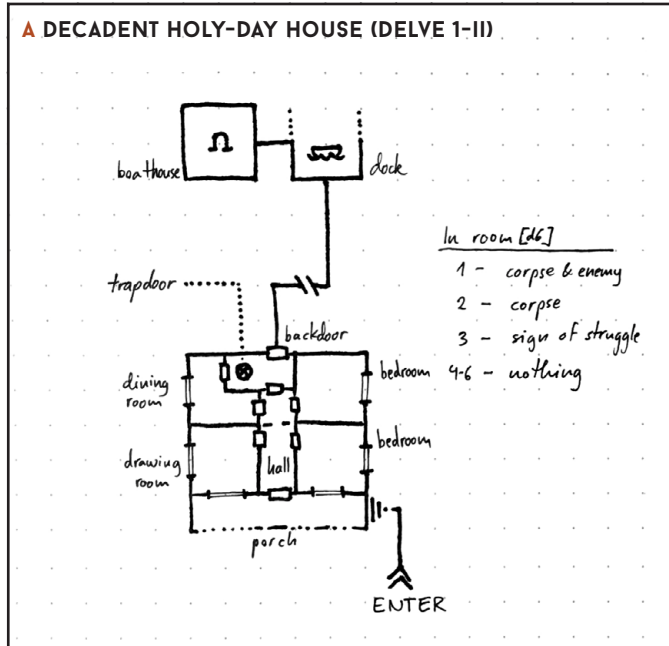 A DECADENT HOLY-DAY HOUSE (DELVE 1-II)
boathouse
dock
In room [d6]
1 - corpse & enemy
2 - corpse
3 - sign of struggle
4-6 - nothing
trapdoor
backdoor
dining
room
bedroom
bedroom
drawing
room
hall
porch
ENTER